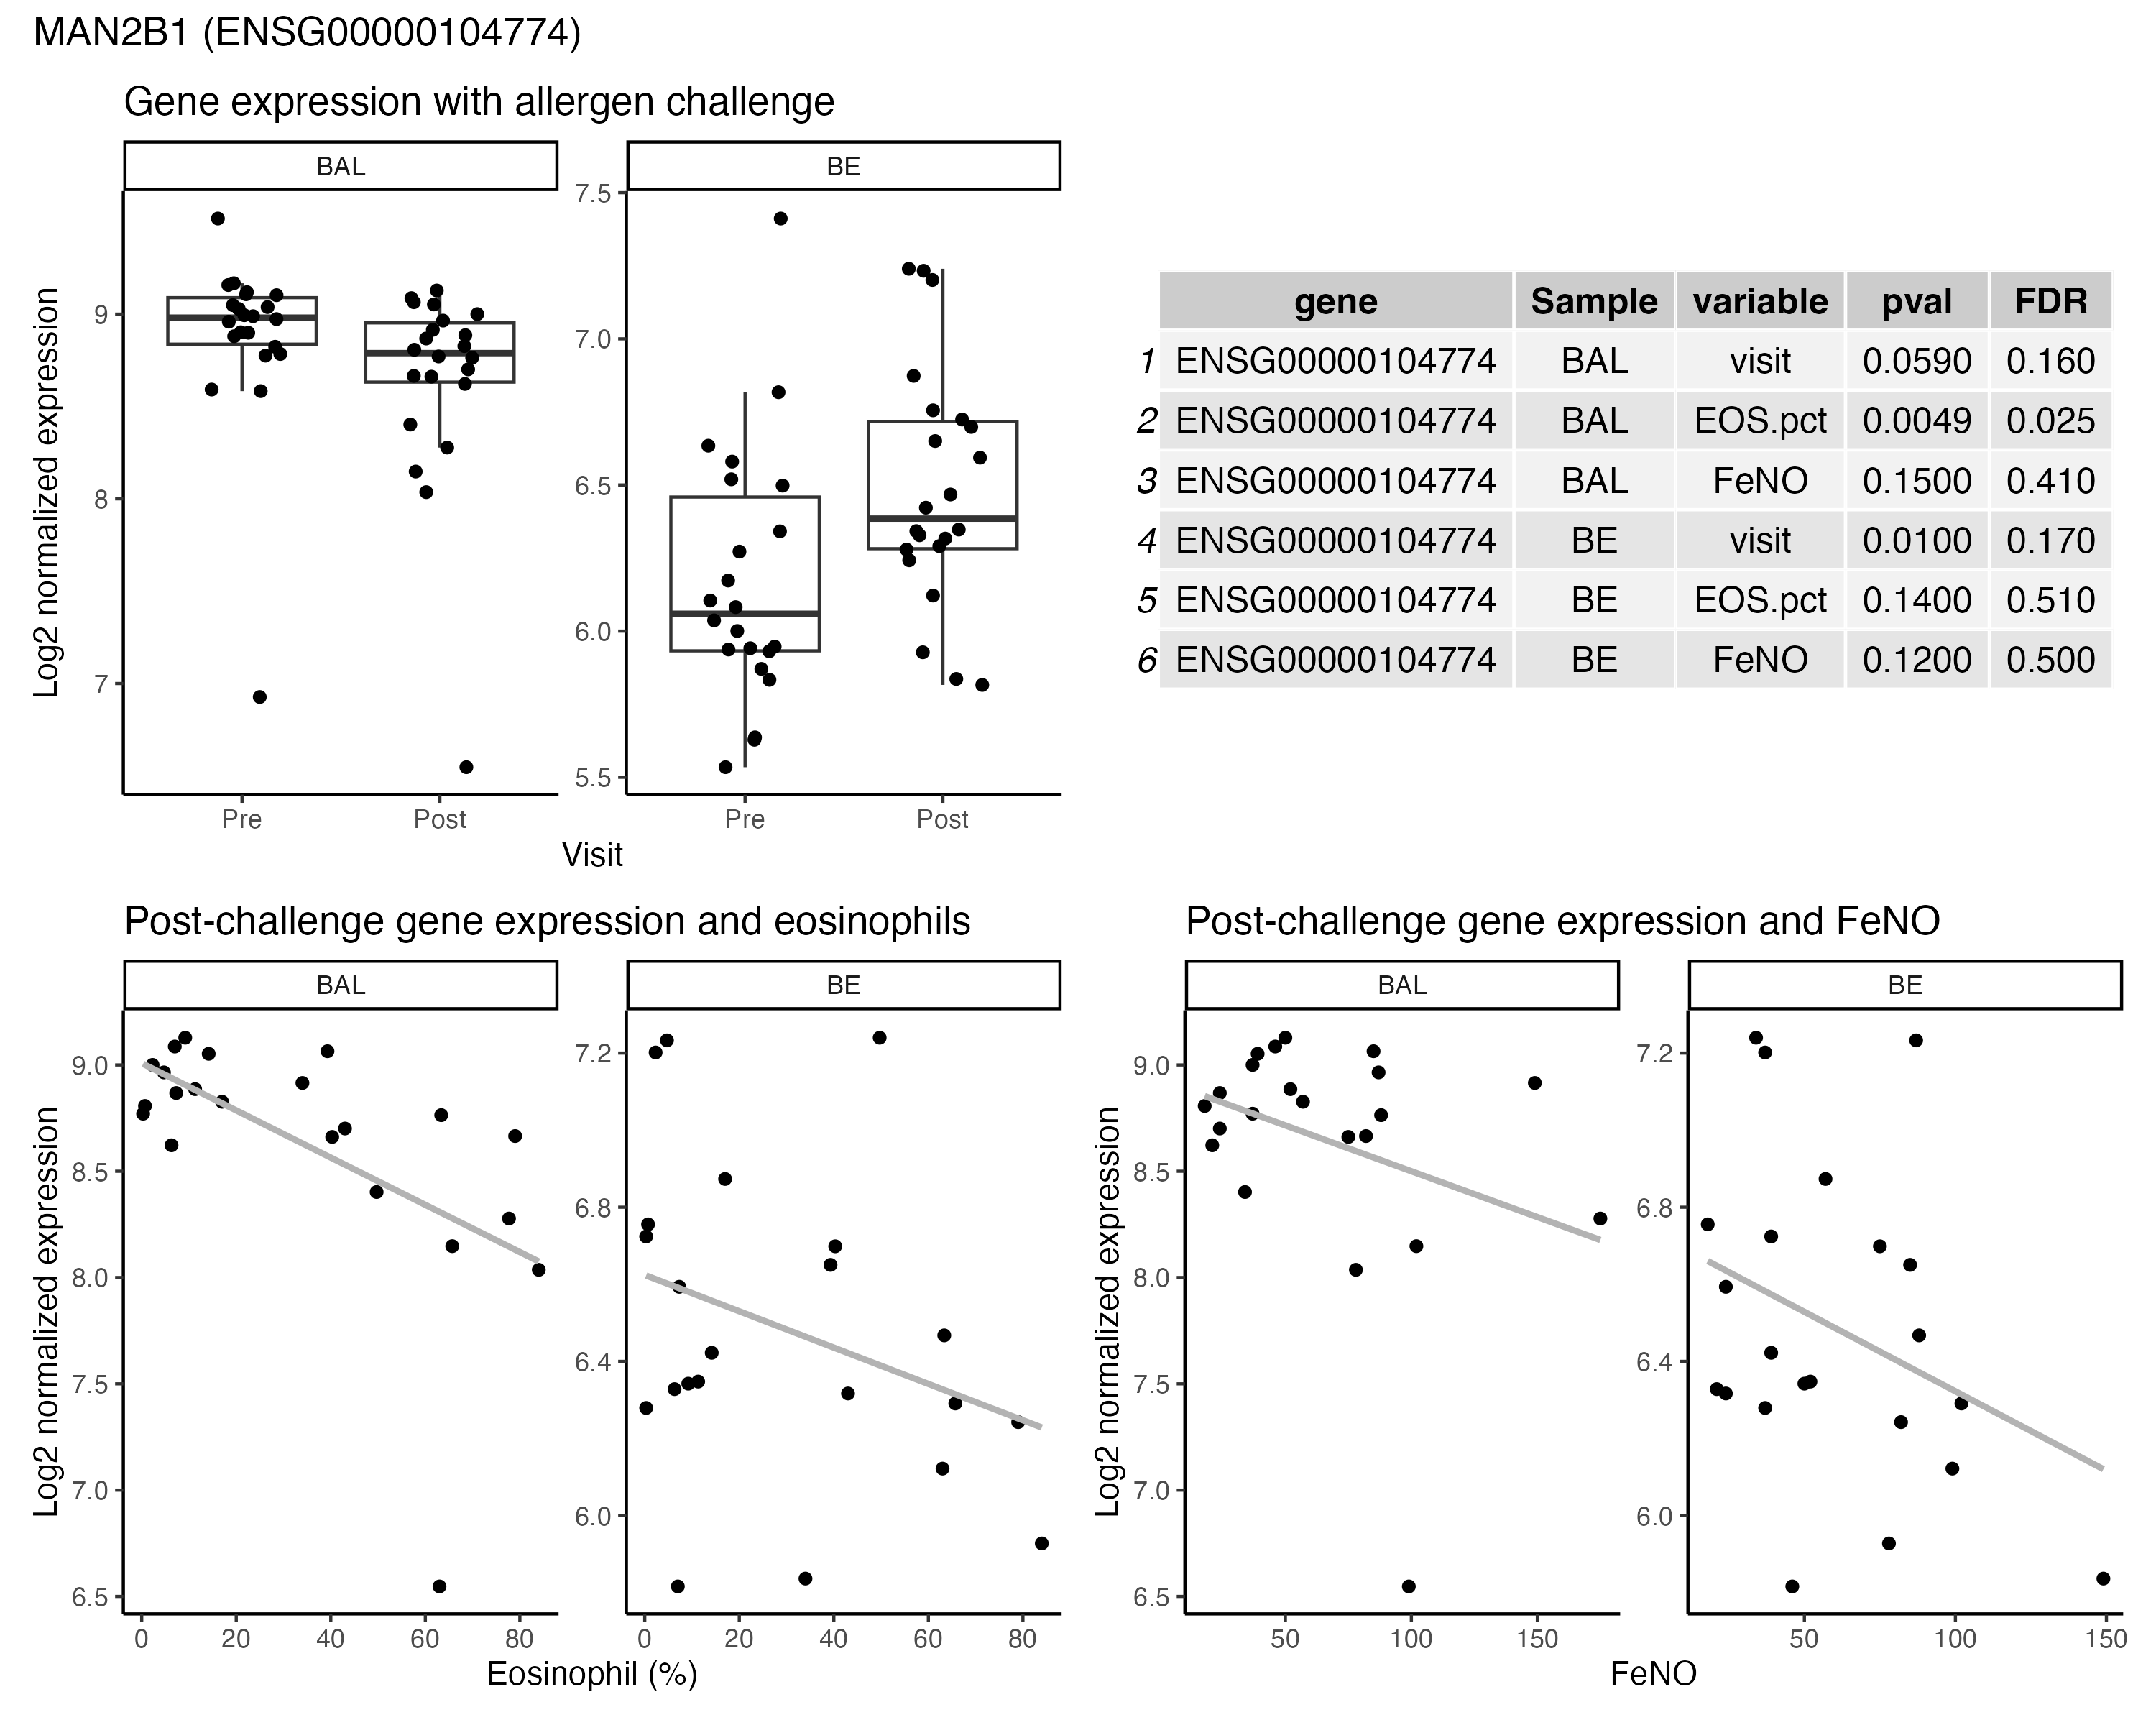 MAN2B1 (ENSG00000104774)
Gene expression with allergen challenge
BAL
BE
Log2 normalized expression
9
8
7
7.5
7.0
6.5
6.0
5.5
Pre
Post
Pre
Post
Visit
gene Sample variable pval FDR
1 ENSG00000104774 BAL visit 0.0590 0.160
2 ENSG00000104774 BAL EOS.pct 0.0049 0.025
3 ENSG00000104774 BAL FeNO 0.1500 0.410
4 ENSG00000104774 BE visit 0.0100 0.170
5 ENSG00000104774 BE EOS.pct 0.1400 0.510
6 ENSG00000104774 BE FeNO 0.1200 0.500
Post-challenge gene expression and eosinophils
BAL
BE
Log2 normalized expression
9.0
8.5
8.0
7.5
7.0
6.5
7.2
6.8
6.4
6.0
0 20 40 60 80
0 20 40 60 80
Eosinophil (%)
Post-challenge gene expression and FeNO
BAL
BE
Log2 normalized expression
9.0
8.5
8.0
7.5
7.0
6.5
7.2
6.8
6.4
6.0
50 100 150
50 100 150
FeNO